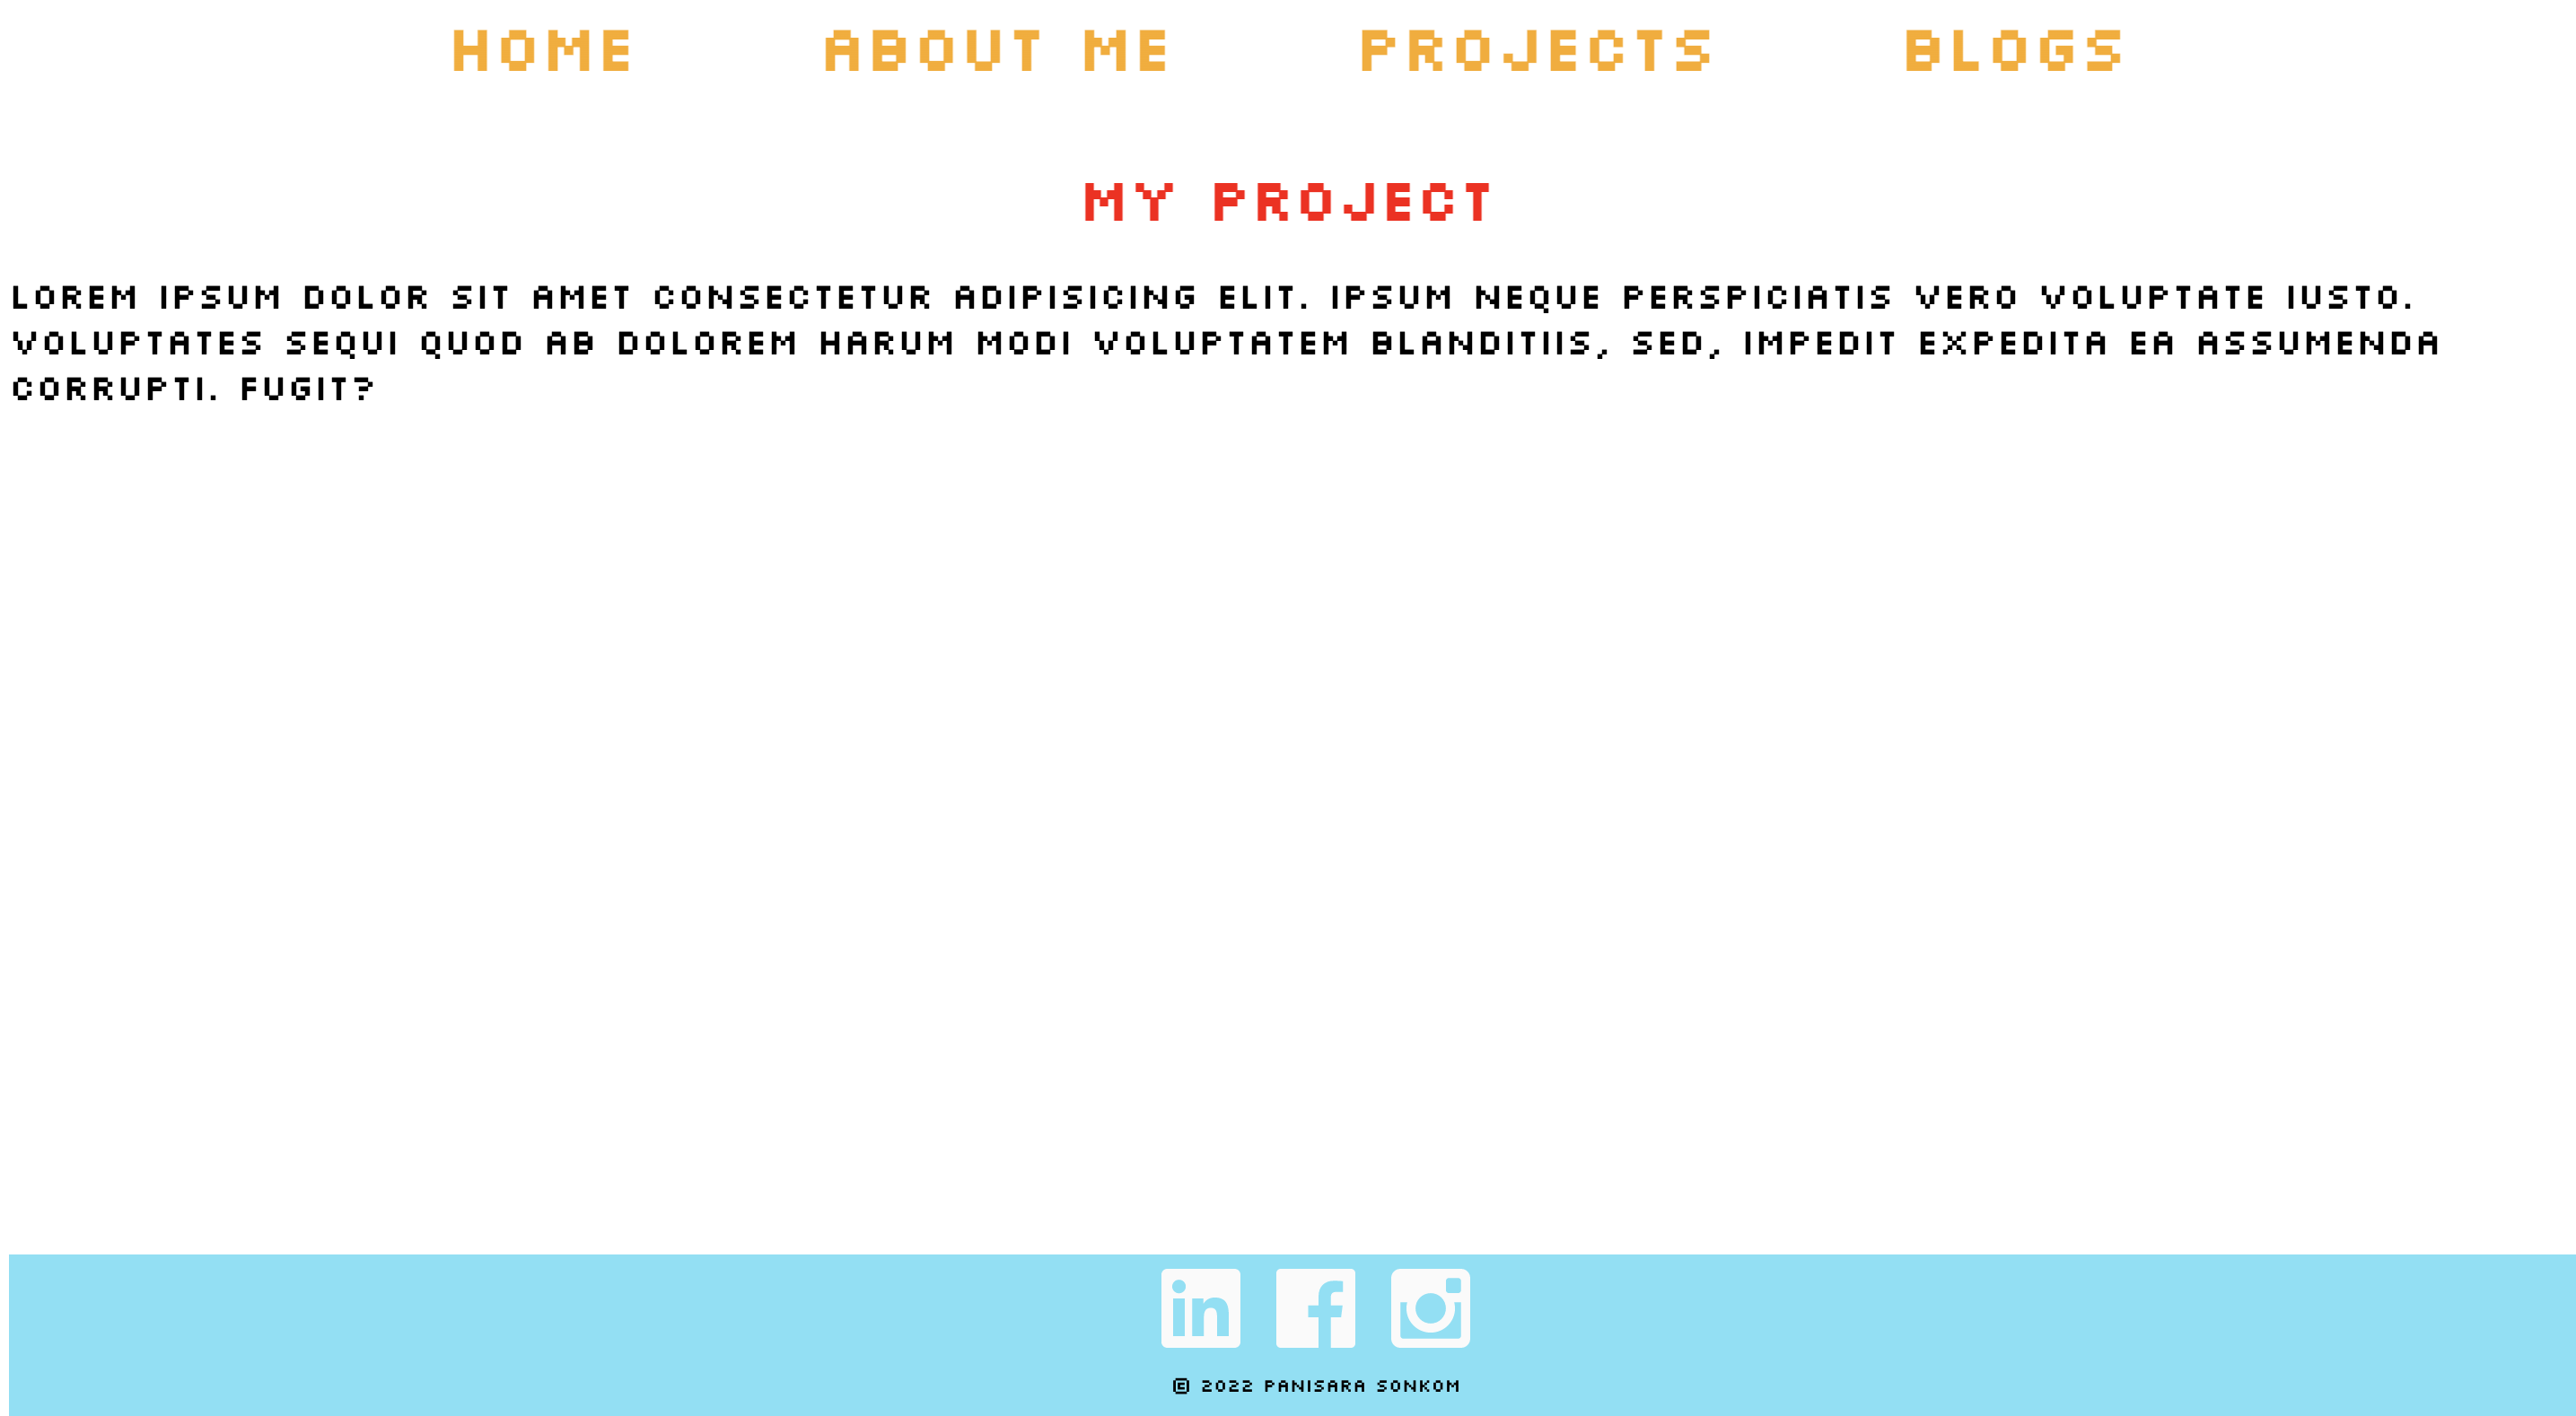 HOME ABOUT ME PROJECTS BLOGS
MY PROJECT
LOREM IPSUM DOLOR SIT AMET CONSECTETUR ADIPISICING ELIT. IPSUM NEQUE PERSPICIATIS VERO VOLUPTATE IUSTO.
VOLUPTATES SEQUI QUOD AB DOLOREM HARUM MODI VOLUPTATEM BLANDITIIS, SED, IMPEDIT EXPEDITA EA ASSUMENDA
CORRUPTI. FUGIT?
in f
© 2022 PANISARA SONKOM